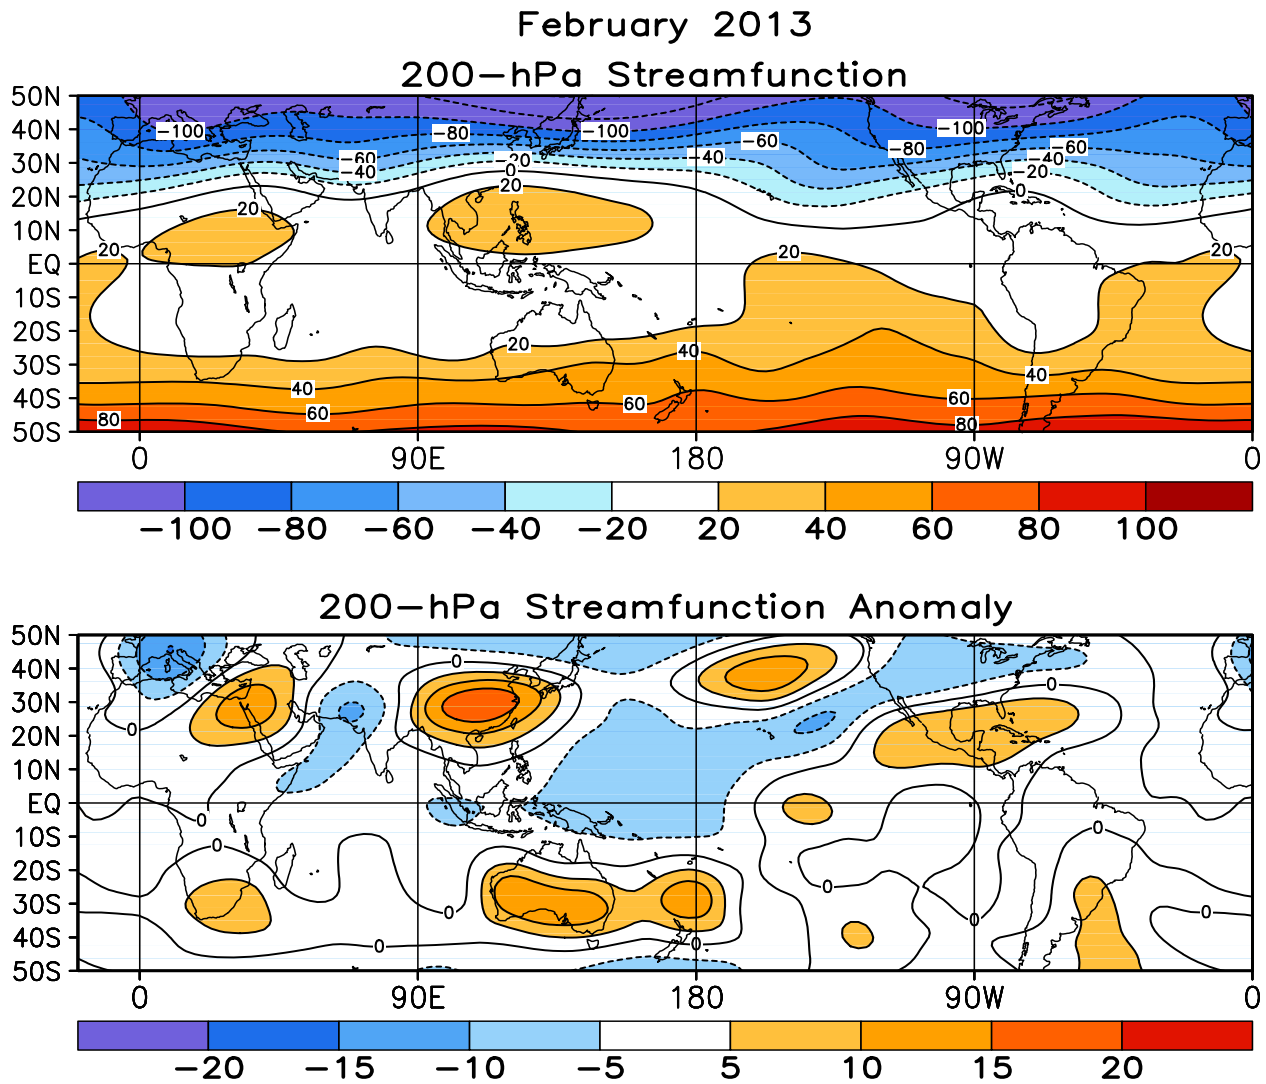 February 2013
200−hPa Streamfunction
50N
−100 −80 −100 −60 −80 −100 −60
40N
−60 −40 −20 −40 −40 −20
30N
0 20 0
20N
20
10N
20 20 20
EQ
10S
20S
20 40
30S
40 40
40S
60 60 60
80 80
50S
0 90E 180 90W 0
−100 −80 −60 −40 −20 20 40 60 80 100
200−hPa Streamfunction Anomaly
50N
0
40N
0
30N
0
20N
10N
EQ
0 0
10S
0
20S
0
30S
0 0 0
40S
0 0
50S
0 90E 180 90W 0
−20 −15 −10 −5 5 10 15 20